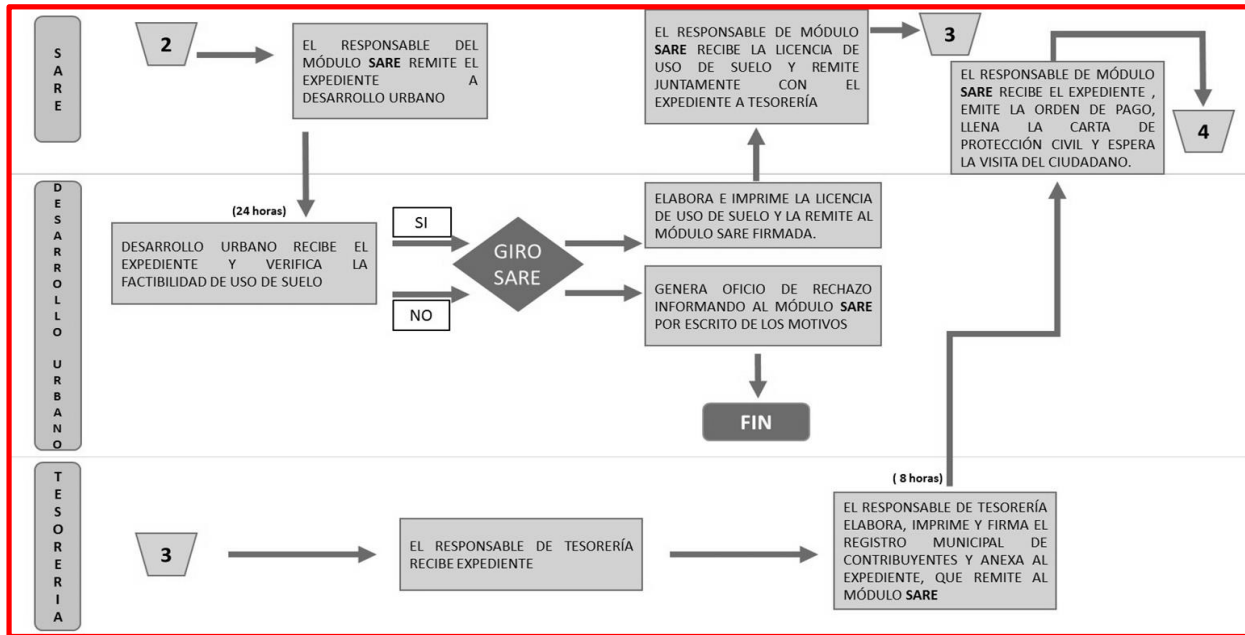 SARE
2
EL RESPONSABLE DEL
MÓDULO SARE REMITE EL
EXPEDIENTE A
DESARROLLO URBANO
EL RESPONSABLE DE MÓDULO
SARE RECIBE LA LICENCIA DE
USO DE SUELO Y REMITE
JUNTAMENTE CON EL
EXPEDIENTE A TESORERÍA
3
EL RESPONSABLE DE MÓDULO
SARE RECIBE EL EXPEDIENTE ,
EMITE LA ORDEN DE PAGO,
LLENA LA CARTA DE
PROTECCIÓN CIVIL Y ESPERA
LA VISITA DEL CIUDADANO.
4
DESARROLLO URBANO
(24 horas)
DESARROLLO URBANO RECIBE EL
EXPEDIENTE Y VERIFICA LA
FACTIBILIDAD DE USO DE SUELO
SI
NO
GIRO
SARE
ELABORA E IMPRIME LA LICENCIA
DE USO DE SUELO Y LA REMITE AL
MÓDULO SARE FIRMADA.
GENERA OFICIO DE RECHAZO
INFORMANDO AL MÓDULO SARE
POR ESCRITO DE LOS MOTIVOS
FIN
TESORERIA
3
EL RESPONSABLE DE TESORERÍA
RECIBE EXPEDIENTE
( 8 horas)
EL RESPONSABLE DE TESORERÍA
ELABORA, IMPRIME Y FIRMA EL
REGISTRO MUNICIPAL DE
CONTRIBUYENTES Y ANEXA AL
EXPEDIENTE, QUE REMITE AL
MÓDULO SARE